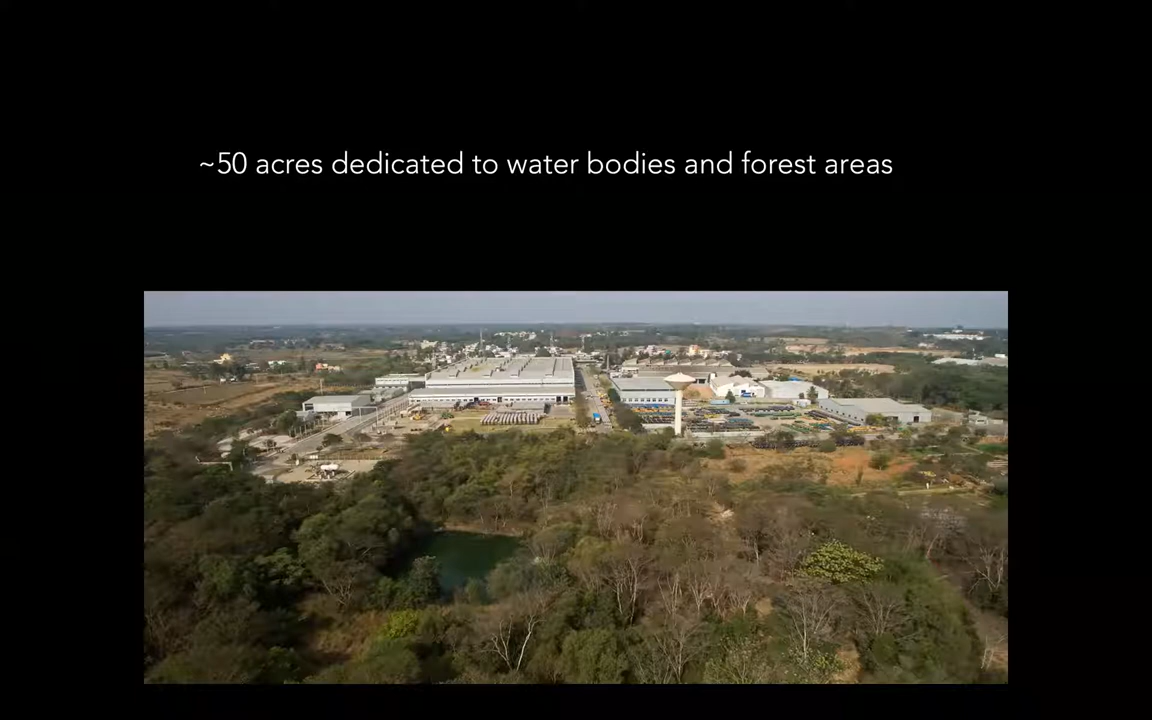 ~50 acres dedicated to water bodies and forest areas